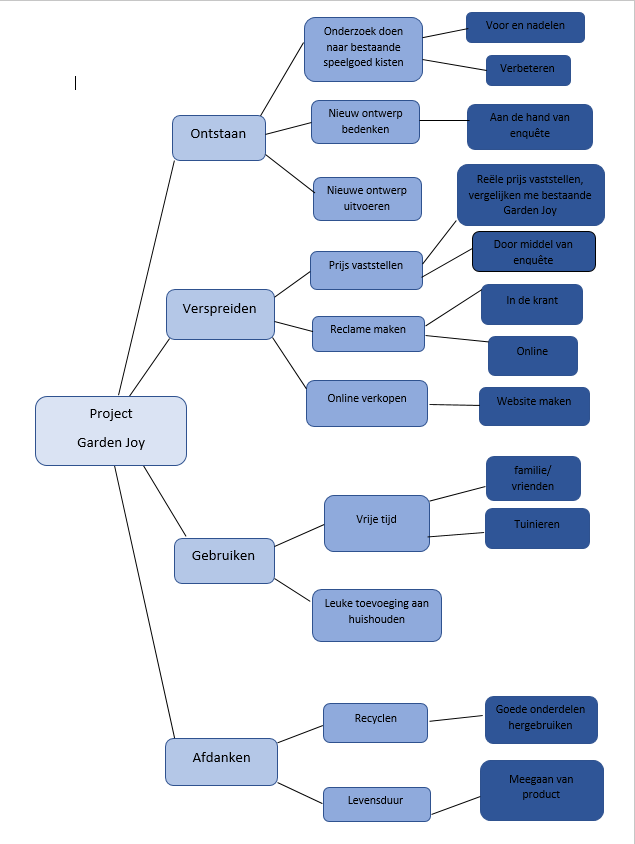 Project
Garden Joy
Ontstaan
Onderzoek doen
naar bestaande
speelgoed kisten
Voor en nadelen
Verbeteren
Nieuw ontwerp
bedenken
Aan de hand van
enquête
Nieuwe ontwerp
uitvoeren
Verspreiden
Prijs vaststellen
Reële prijs vaststellen,
vergelijken me bestaande
Garden Joy
Door middel van
enquête
Reclame maken
In de krant
Online
Online verkopen
Website maken
Gebruiken
Vrije tijd
familie/
vrienden
Tuinieren
Leuke toevoeging aan
huishouden
Afdanken
Recyclen
Goede onderdelen
hergebruiken
Levensduur
Meegaan van
product